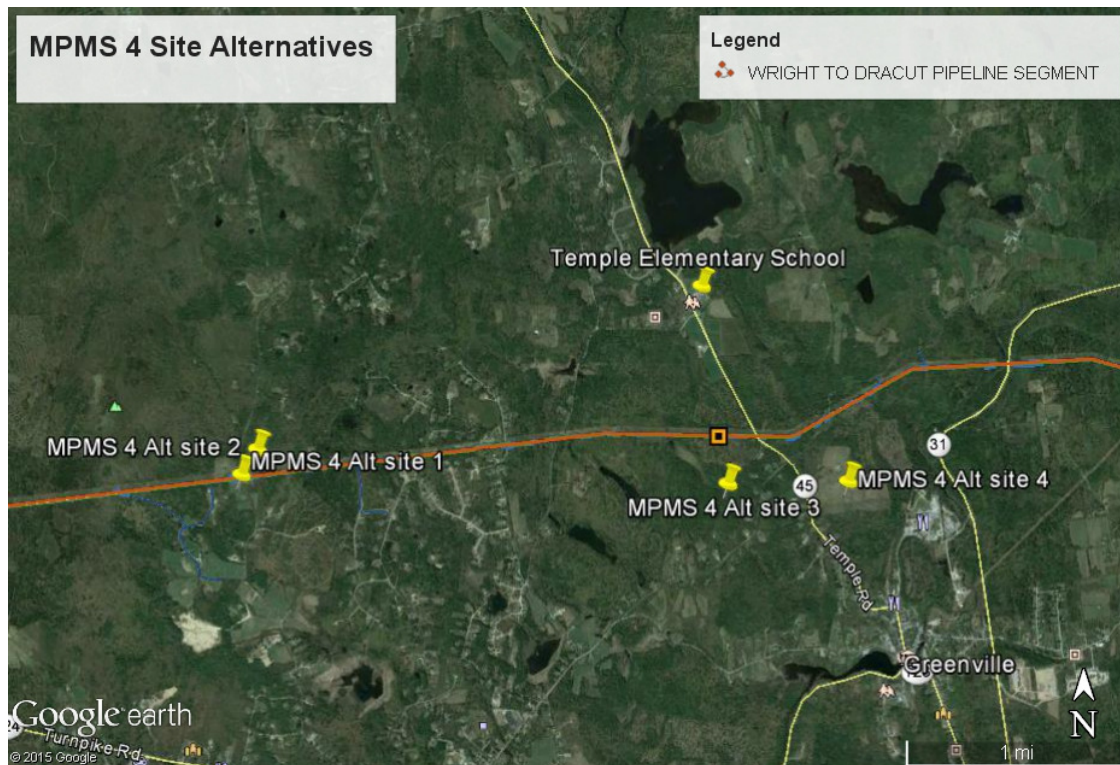 MPMS 4 Site Alternatives
Legend
WRIGHT TO DRACUT PIPELINE SEGMENT
Temple Elementary School
MPMS 4 Alt site 2
MPMS 4 Alt site 1
31
MPMS 4 Alt site 4
45
MPMS 4 Alt site 3
Temple Rd
Greenville
N
Google earth
Turnpike Rd
© 2015 Google
1 mi